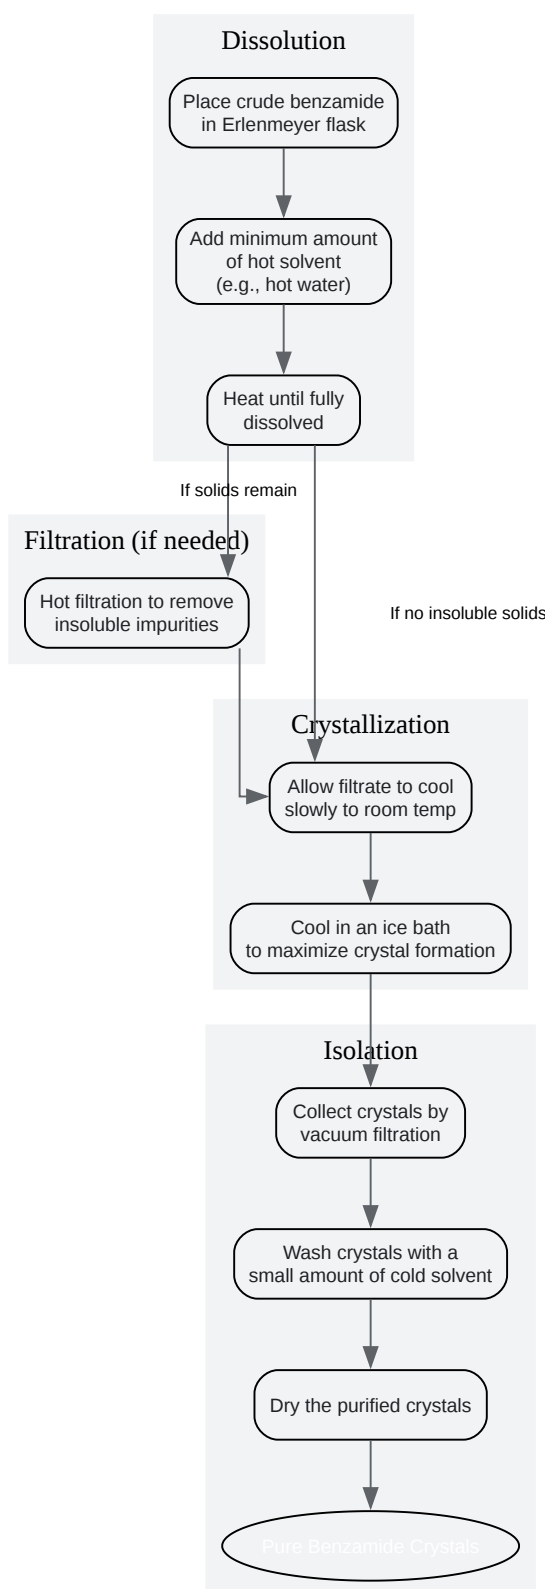 Dissolution
Place crude benzamide
in Erlenmeyer flask
Add minimum amount
of hot solvent
(e.g., hot water)
Heat until fully
dissolved
If solids remain
Filtration (if needed)
Hot filtration to remove
insoluble impurities
If no insoluble solids
Crystallization
Allow filtrate to cool
slowly to room temp
Cool in an ice bath
to maximize crystal formation
Isolation
Collect crystals by
vacuum filtration
Wash crystals with a
small amount of cold solvent
Dry the purified crystals
Pure Benzamide Crystals